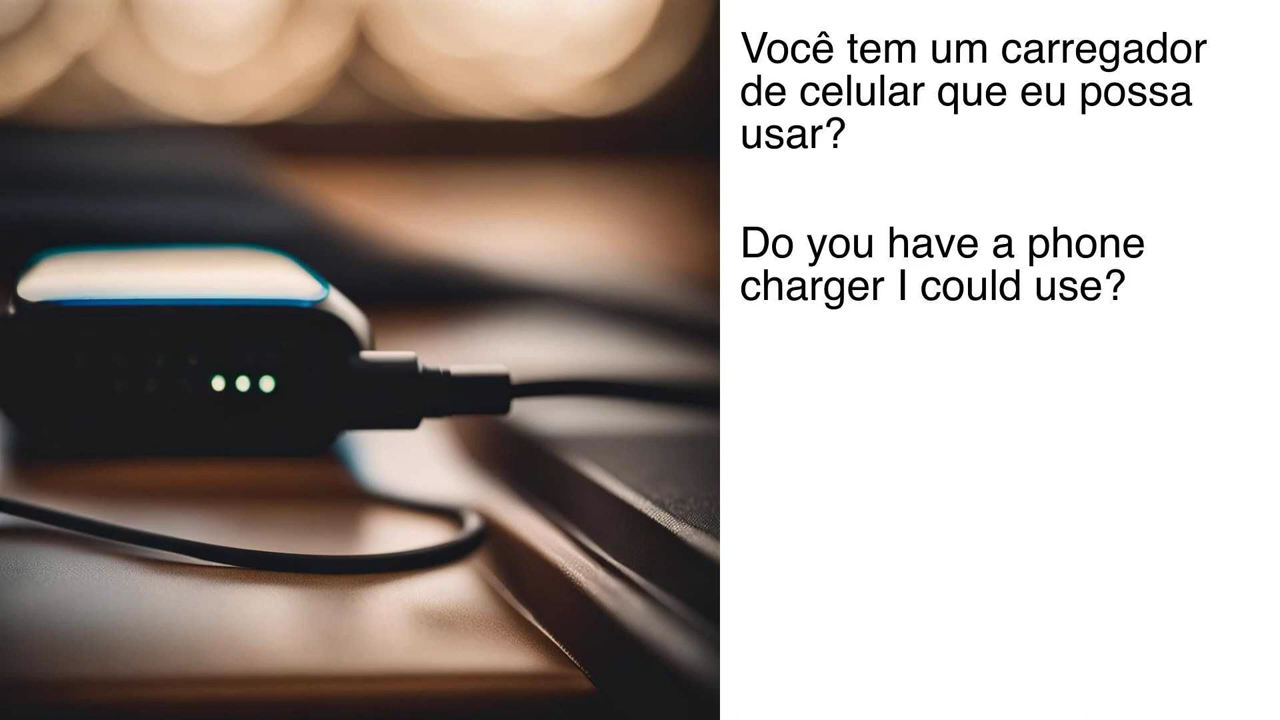 Você tem um carregador
de celular que eu possa
usar?
Do you have a phone
charger I could use?